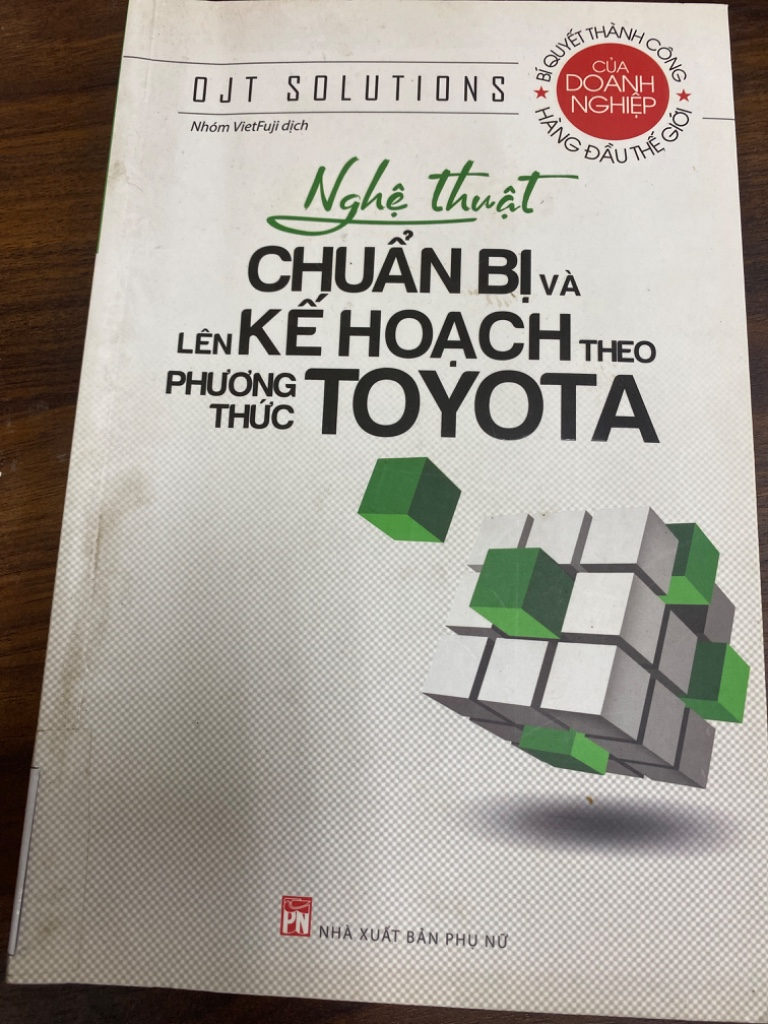 OJT SOLUTIONS
Nhóm VietFuji dịch
BÍ QUYẾT THÀNH CÔNG
CỦA
DOANH
NGHIỆP
HÀNG ĐẦU THẾ GIỚI
Nghệ thuật
CHUẨN BỊ VÀ
LÊN KẾ HOẠCH THEO
PHƯƠNG THỨC TOYOTA
PN
NHÀ XUẤT BẢN PHỤ NỮ